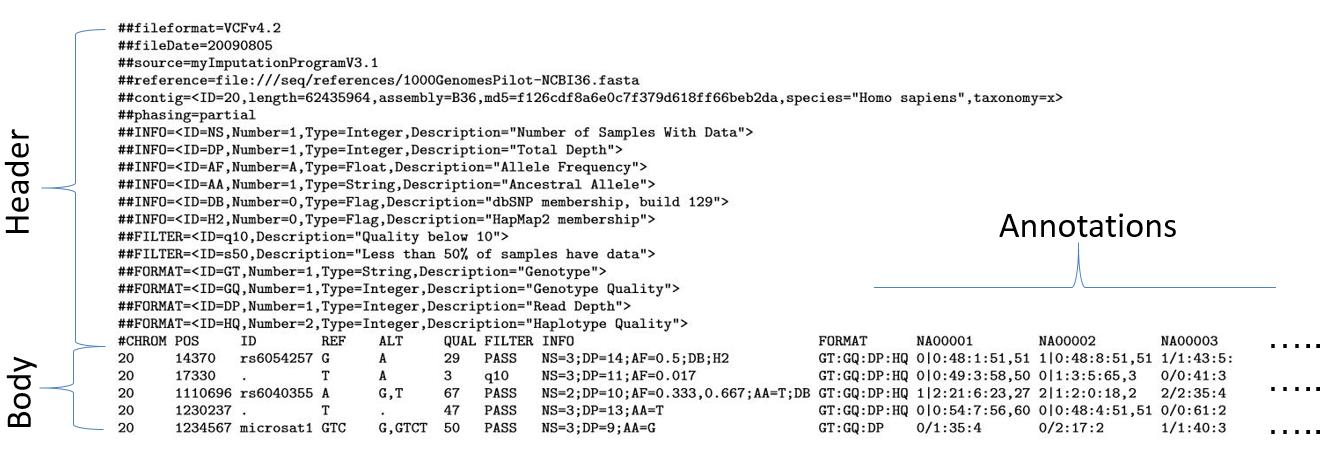 ##fileformat=VCFv4.2
##fileDate=20090805
##source=myImputationProgramV3.1
##reference=file:///seq/references/1000GenomesPilot-NCBI36.fasta
##contig=<ID=20,length=62435964,assembly=B36,md5=f126cdf8a6e0c7f379d618ff66beb2da,species="Homo sapiens",taxonomy=x>
##phasing=partial
##INFO=<ID=NS,Number=1,Type=Integer,Description="Number of Samples With Data">
##INFO=<ID=DP,Number=1,Type=Integer,Description="Total Depth">
##INFO=<ID=AF,Number=A,Type=Float,Description="Allele Frequency">
##INFO=<ID=AA,Number=1,Type=String,Description="Ancestral Allele">
##INFO=<ID=DB,Number=0,Type=Flag,Description="dbSNP membership, build 129">
##INFO=<ID=H2,Number=0,Type=Flag,Description="HapMap2 membership">
##FILTER=<ID=q10,Description="Quality below 10">
##FILTER=<ID=s50,Description="Less than 50% of samples have data">
##FORMAT=<ID=GT,Number=1,Type=String,Description="Genotype">
##FORMAT=<ID=GQ,Number=1,Type=Integer,Description="Genotype Quality">
##FORMAT=<ID=DP,Number=1,Type=Integer,Description="Read Depth">
##FORMAT=<ID=HQ,Number=2,Type=Integer,Description="Haplotype Quality">
#CHROM POS ID REF ALT QUAL FILTER INFO FORMAT NA00001 NA00002 NA00003 .....
20 14370 rs6054257 G A 29 PASS NS=3;DP=14;AF=0.5;DB;H2 GT:GQ:DP:HQ 0|0:48:1:51,51 1|0:48:8:51,51 1/1:43:5:
20 17330 . T A 3 q10 NS=3;DP=11;AF=0.017 GT:GQ:DP:HQ 0|0:49:3:58,50 0|1:3:5:65,3 0/0:41:3 .....
20 1110696 rs6040355 A G,T 67 PASS NS=2;DP=10;AF=0.333,0.667;AA=T;DB GT:GQ:DP:HQ 1|2:21:6:23,27 2|1:2:0:18,2 2/2:35:4
20 1230237 . T . 47 PASS NS=3;DP=13;AA=T GT:GQ:DP:HQ 0|0:54:7:56,60 0|0:48:4:51,51 0/0:61:2
20 1234567 microsat1 GTC G,GTCT 50 PASS NS=3;DP=9;AA=G GT:GQ:DP 0/1:35:4 0/2:17:2 1/1:40:3 .....
Header
Body
Annotations